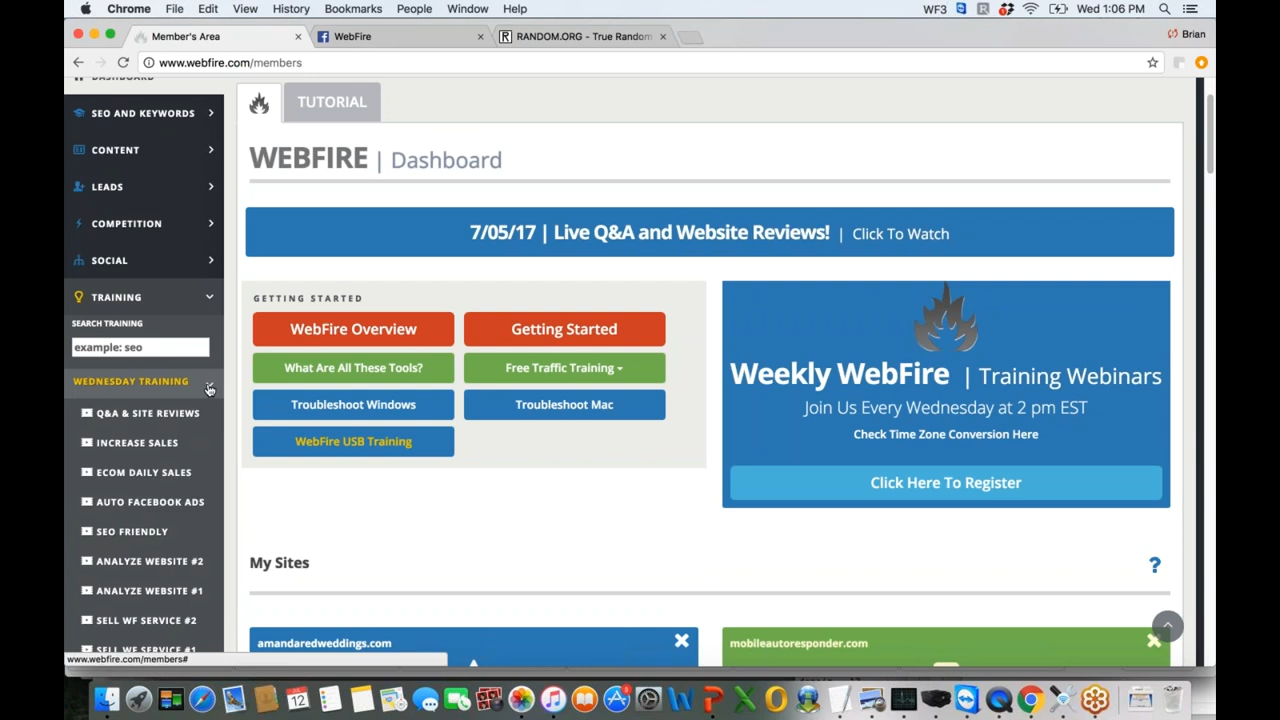 Chrome File Edit View History Bookmarks People Window Help WF3 Wed 1:06 PM
Member's Area WebFire RANDOM.ORG - True Random Brian
www.webfire.com/members
DASHBOARD
SEO AND KEYWORDS
CONTENT
LEADS
COMPETITION
SOCIAL
TRAINING
SEARCH TRAINING
example: seo
WEDNESDAY TRAINING
Q&A & SITE REVIEWS
INCREASE SALES
ECOM DAILY SALES
AUTO FACEBOOK ADS
SEO FRIENDLY
ANALYZE WEBSITE #2
ANALYZE WEBSITE #1
SELL WF SERVICE #2
SELL WF SERVICE #1
www.webfire.com/members#
TUTORIAL
WEBFIRE | Dashboard
7/05/17 | Live Q&A and Website Reviews! | Click To Watch
GETTING STARTED
WebFire Overview Getting Started
What Are All These Tools? Free Traffic Training
Troubleshoot Windows Troubleshoot Mac
WebFire USB Training
Weekly WebFire | Training Webinars
Join Us Every Wednesday at 2 pm EST
Check Time Zone Conversion Here
Click Here To Register
My Sites ?
amandaredweddings.com mobileautoresponder.com